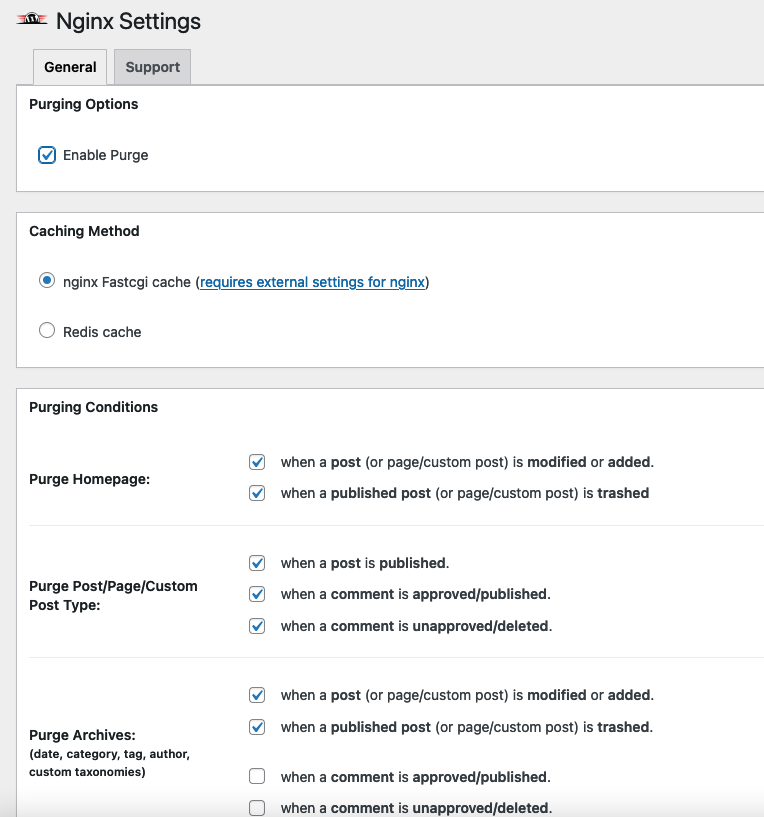 Nginx Settings
General
Support
Purging Options
Enable Purge
Caching Method
nginx Fastcgi cache (requires external settings for nginx)
Redis cache
Purging Conditions
Purge Homepage:
when a post (or page/custom post) is modified or added.
when a published post (or page/custom post) is trashed
Purge Post/Page/Custom
Post Type:
when a post is published.
when a comment is approved/published.
when a comment is unapproved/deleted.
Purge Archives:
(date, category, tag, author,
custom taxonomies)
when a post (or page/custom post) is modified or added.
when a published post (or page/custom post) is trashed.
when a comment is approved/published.
when a comment is unapproved/deleted.